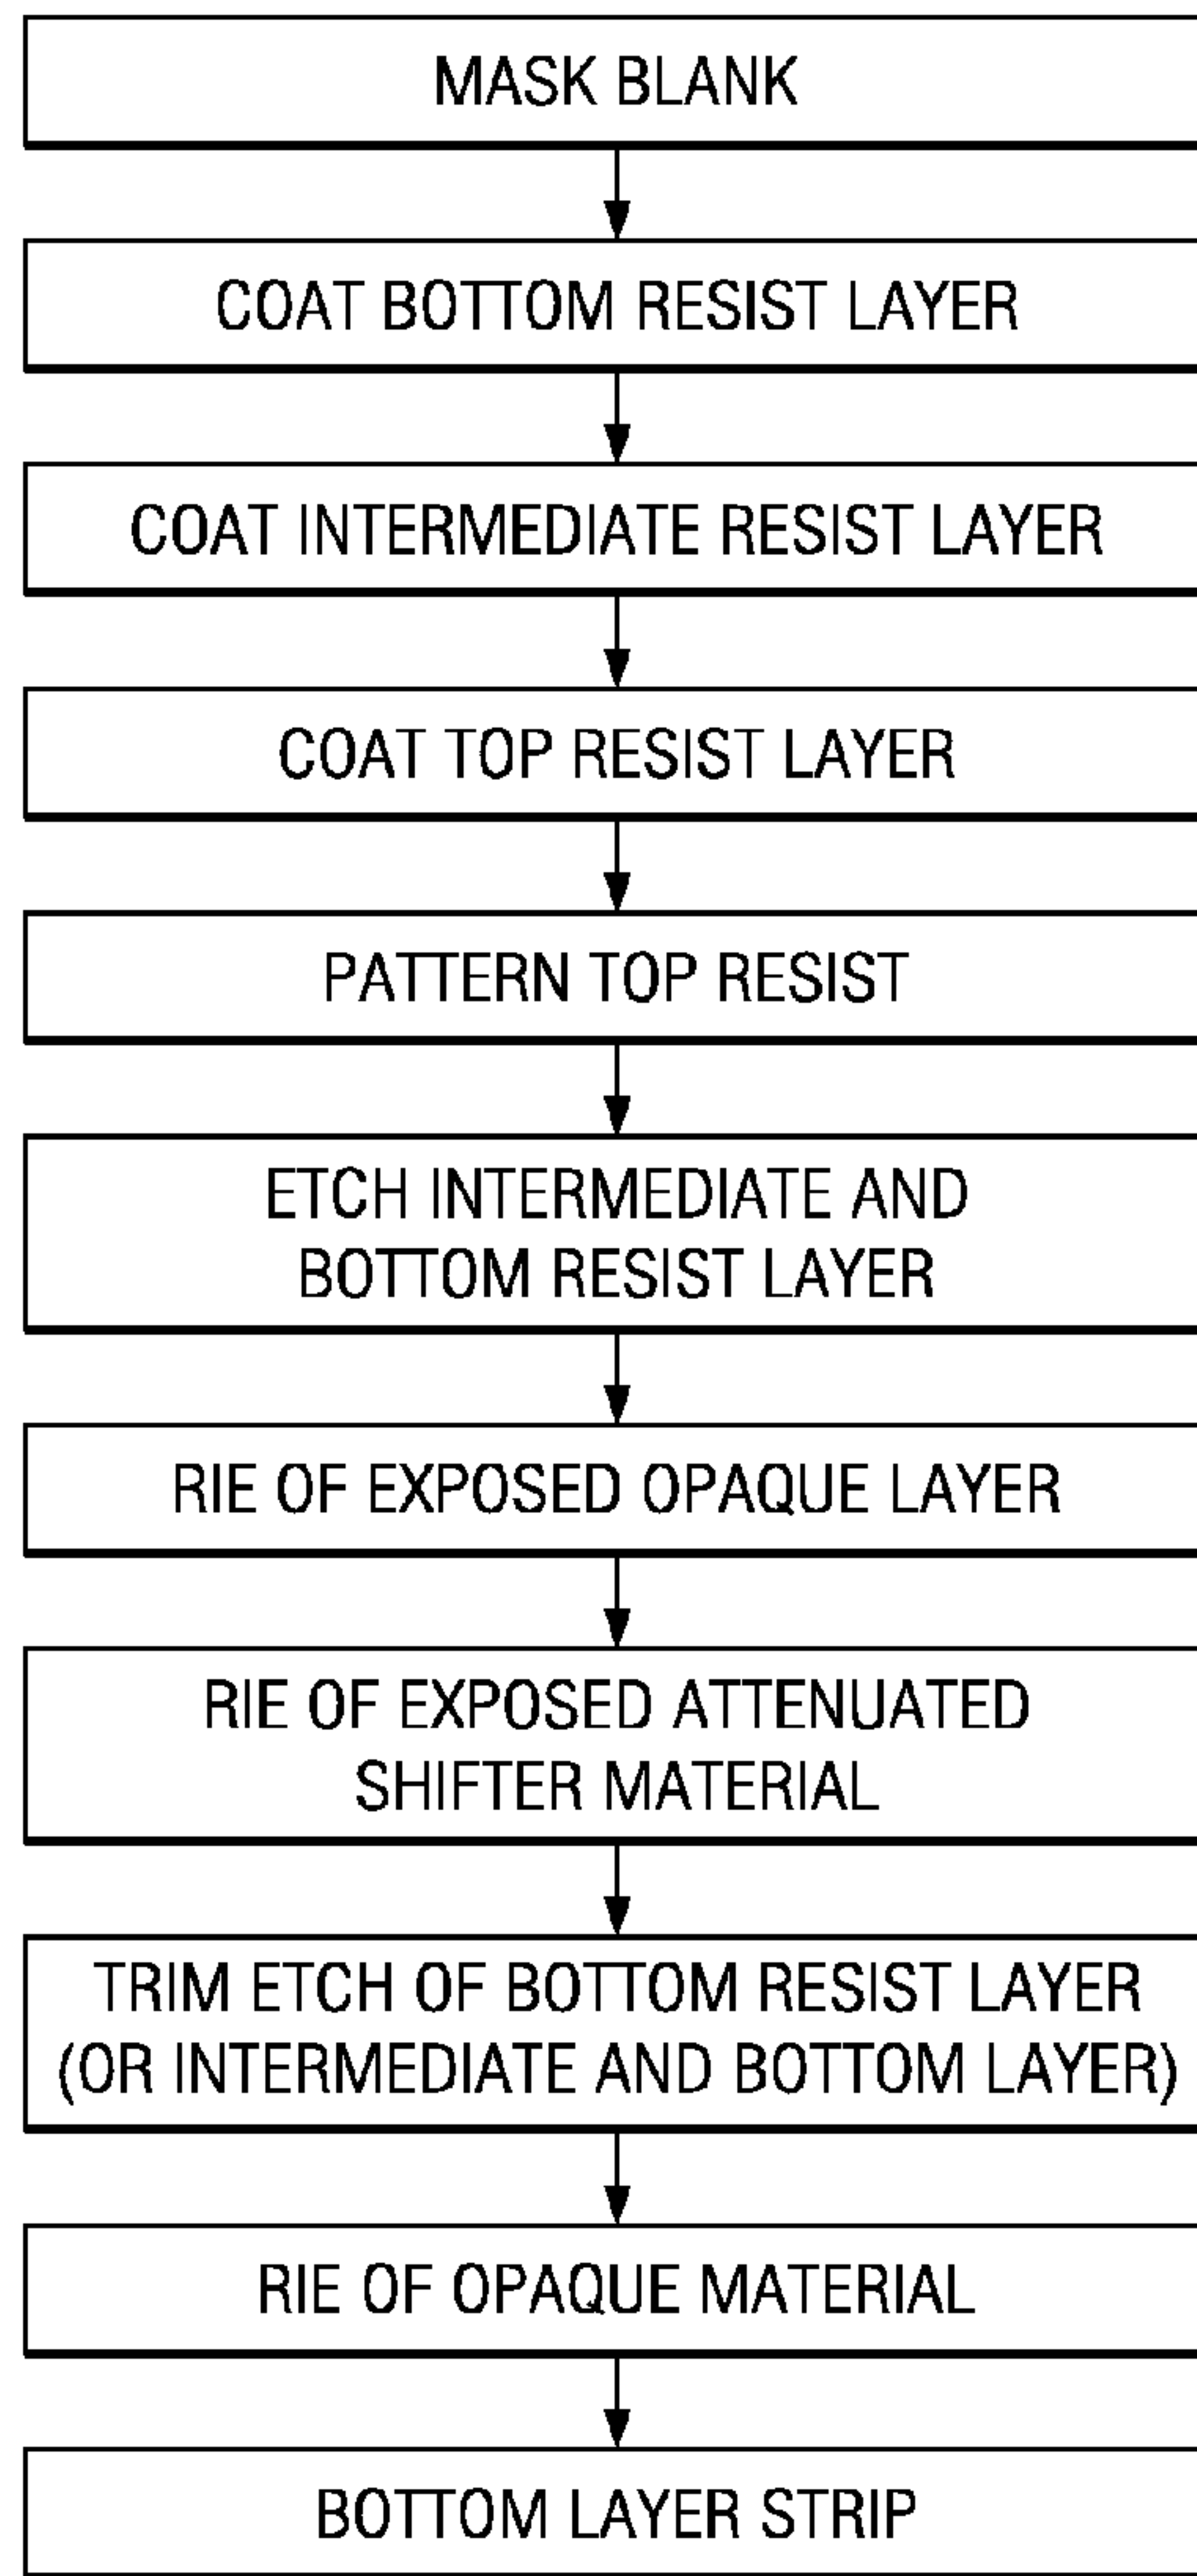 MASK BLANK
COAT BOTTOM RESIST LAYER
COAT INTERMEDIATE RESIST LAYER
COAT TOP RESIST LAYER
PATTERN TOP RESIST
ETCH INTERMEDIATE AND
BOTTOM RESIST LAYER
RIE OF EXPOSED OPAQUE LAYER
RIE OF EXPOSED ATTENUATED
SHIFTER MATERIAL
TRIM ETCH OF BOTTOM RESIST LAYER
(OR INTERMEDIATE AND BOTTOM LAYER)
RIE OF OPAQUE MATERIAL
BOTTOM LAYER STRIP